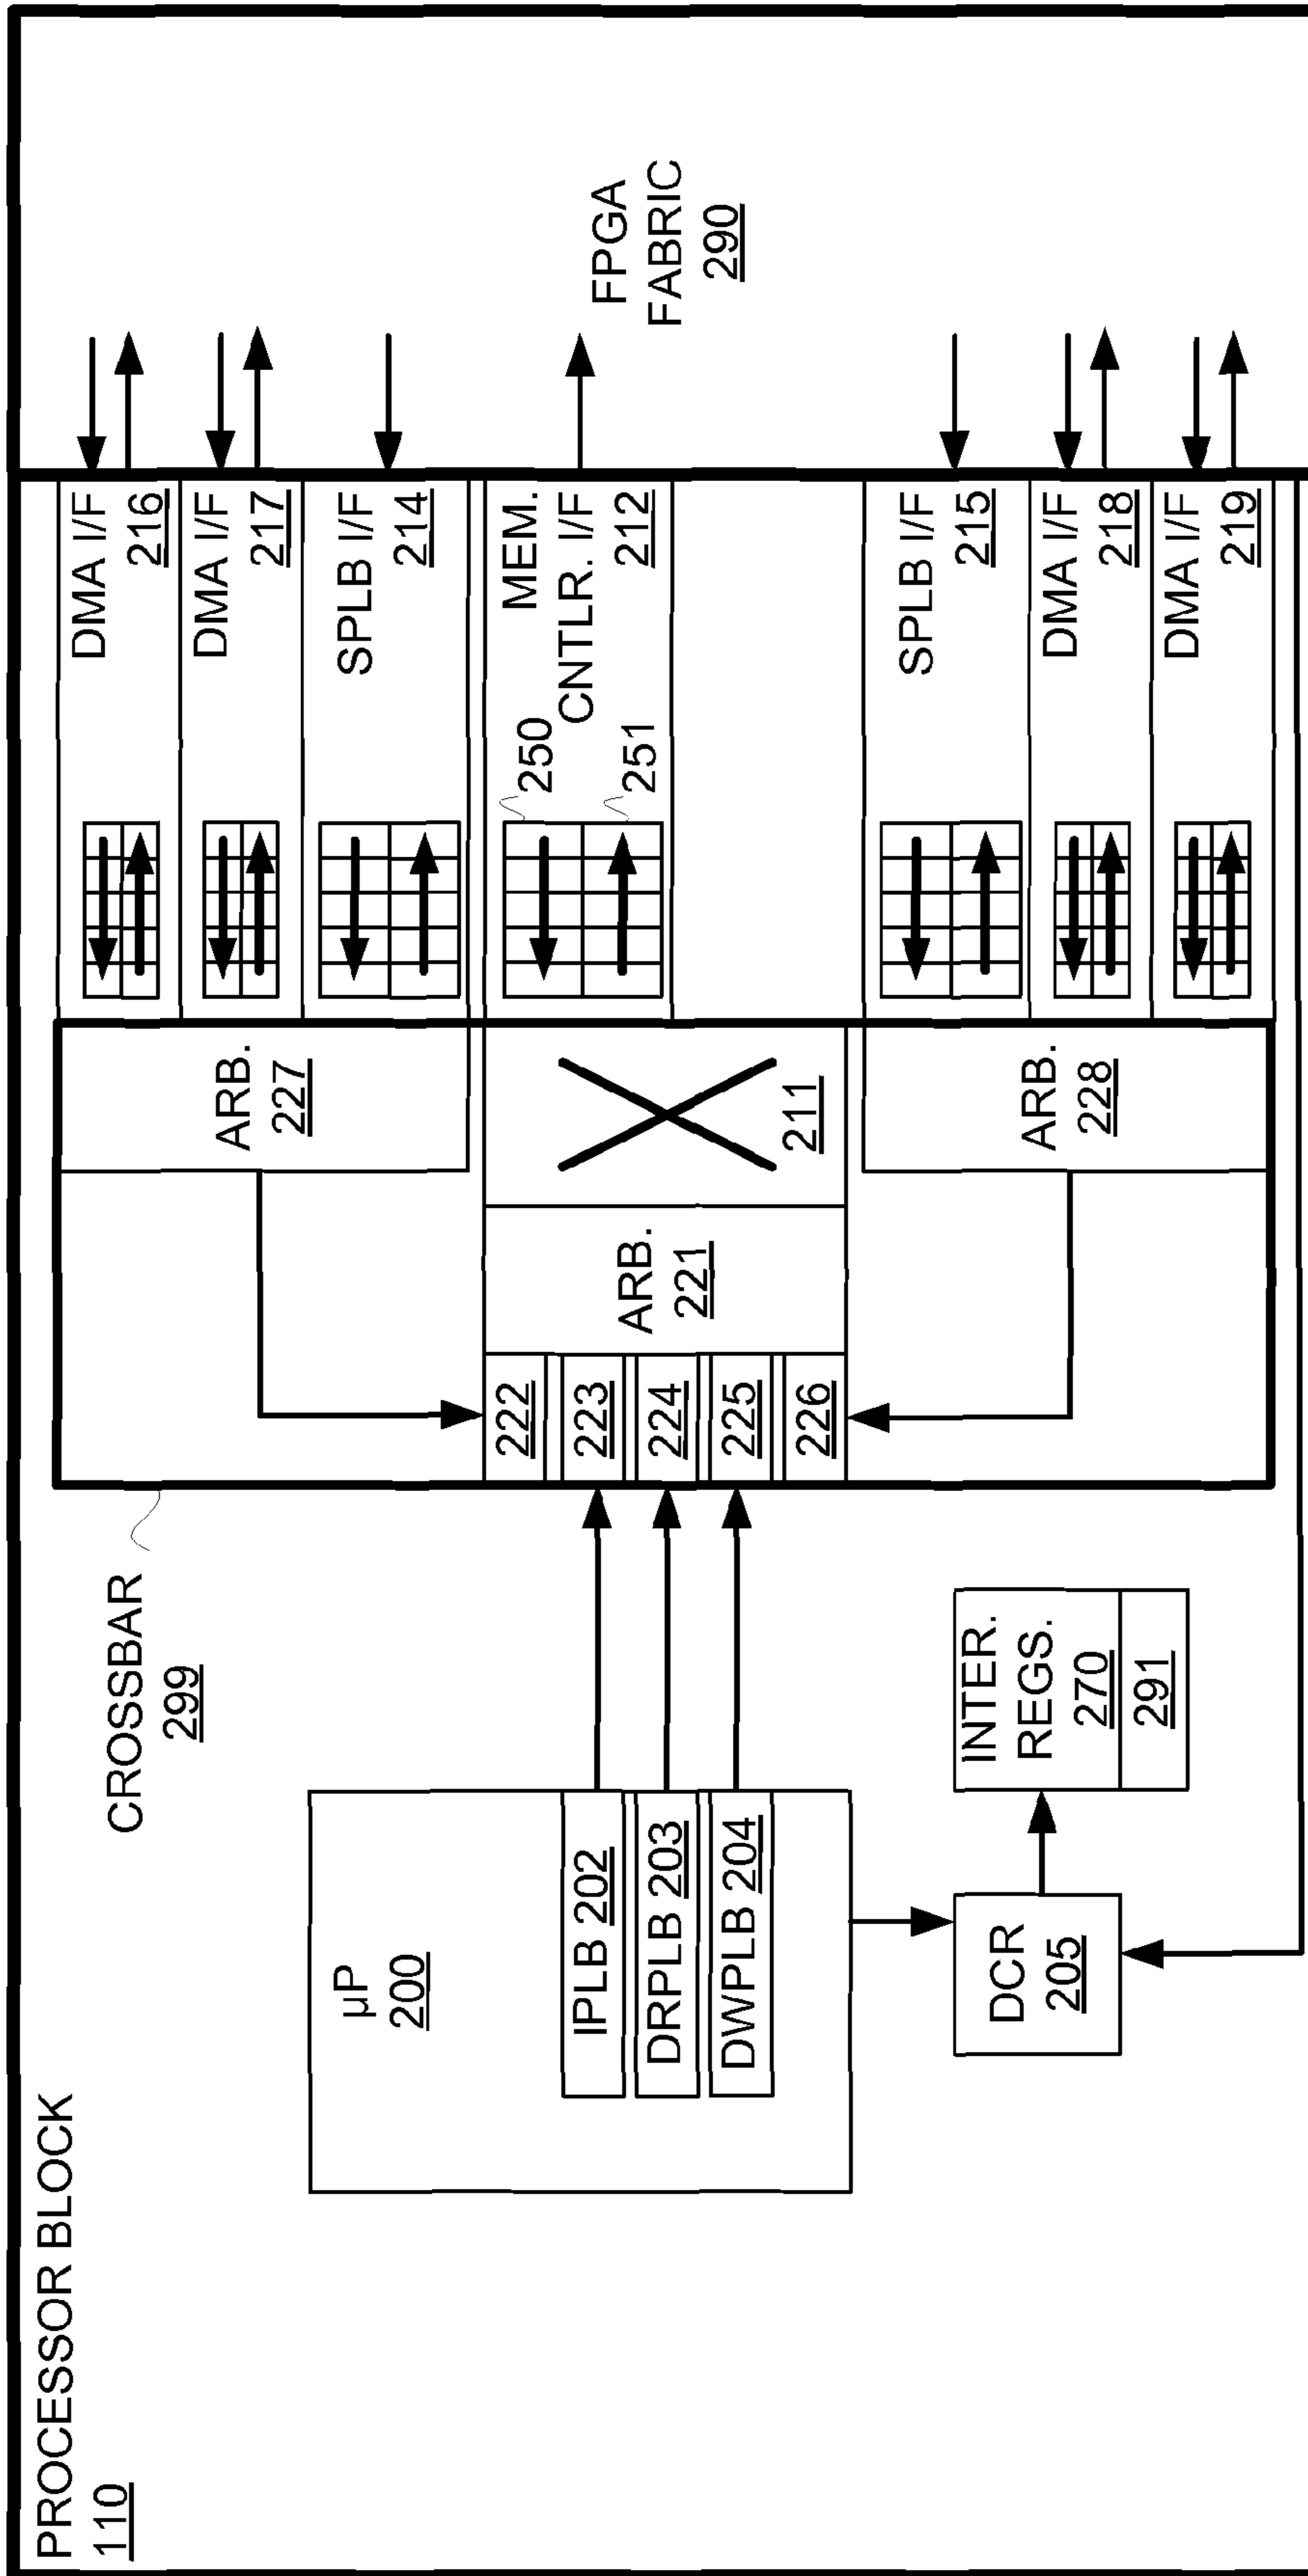 PROCESSOR BLOCK
110
CROSSBAR
299
µP
200
IPLB 202
DRPLB 203
DWPLB 204
DCR
205
INTER.
REGS.
270
291
222
223
224
225
226
ARB.
221
211
ARB.
227
ARB.
228
DMA I/F
216
DMA I/F
217
SPLB I/F
214
MEM.
CNTLR. I/F
212
250
251
SPLB I/F
215
DMA I/F
218
DMA I/F
219
FPGA
FABRIC
290